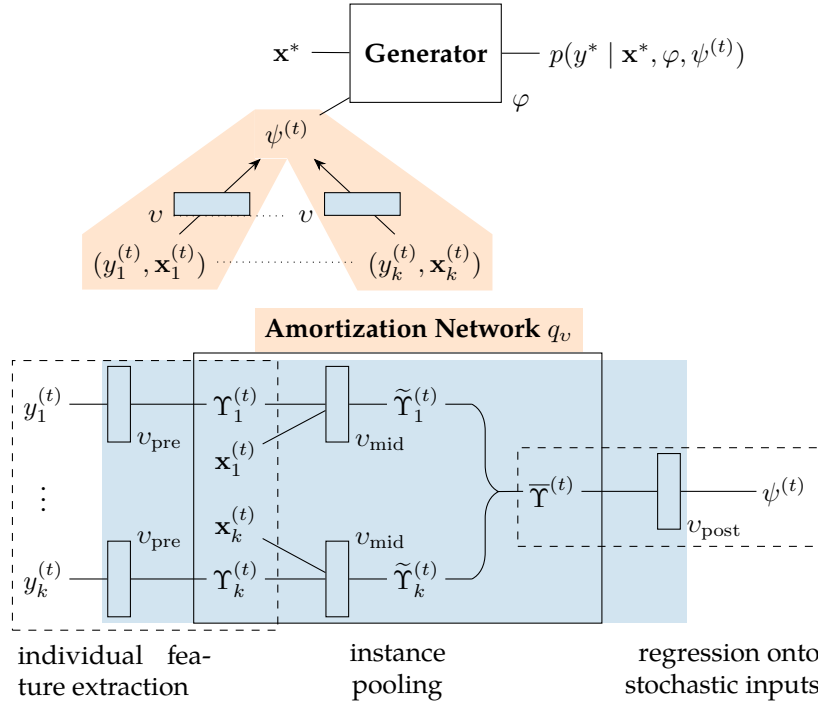 x* Generator p(y* | x*, φ, ψ^(t))
φ
ψ^(t)
υ υ
(y_1^(t), x_1^(t)) (y_k^(t), x_k^(t))
Amortization Network q_υ
y_1^(t) Υ_1^(t) Υ̃_1^(t)
υ_pre υ_mid
x_1^(t)
⋮ Ῡ^(t) ψ^(t)
x_k^(t) υ_post
υ_pre υ_mid
y_k^(t) Υ_k^(t) Υ̃_k^(t)
individual fea- instance regression onto
ture extraction pooling stochastic inputs